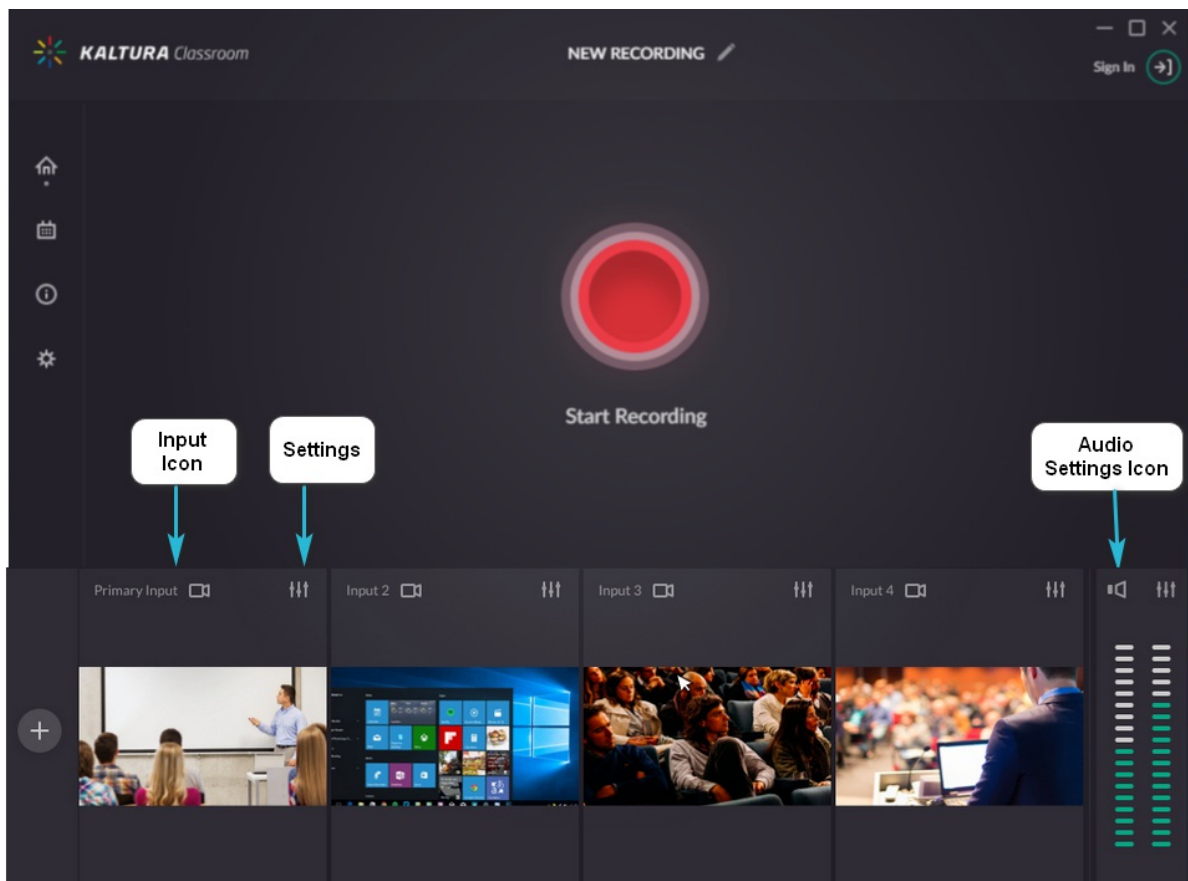 KALTURA Classroom
NEW RECORDING
Sign In
Start Recording
Input
Icon
Settings
Audio
Settings Icon
Primary Input
Input 2
Input 3
Input 4